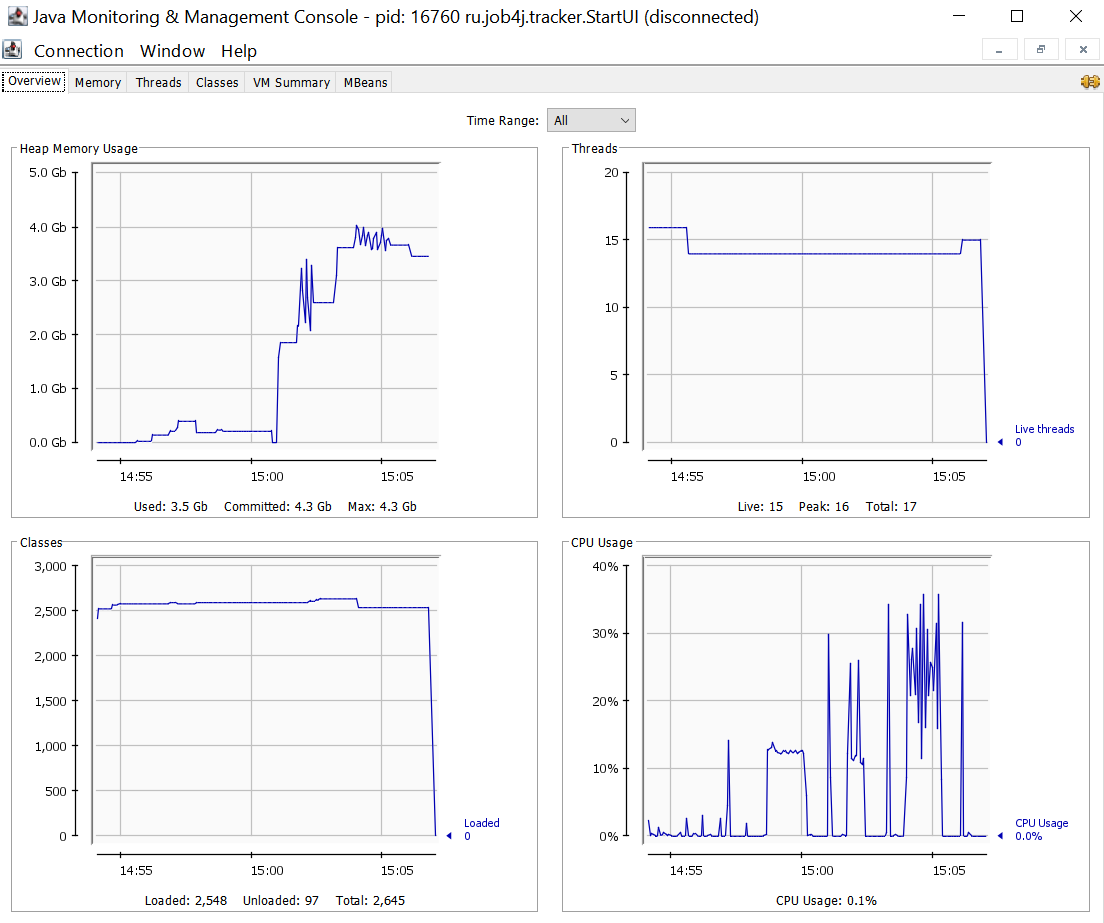 Java Monitoring & Management Console - pid: 16760 ru.job4j.tracker.StartUI (disconnected)
Connection Window Help
Overview Memory Threads Classes VM Summary MBeans
Time Range: All
Heap Memory Usage
5.0 Gb
4.0 Gb
3.0 Gb
2.0 Gb
1.0 Gb
0.0 Gb
14:55 15:00 15:05
Used: 3.5 Gb Committed: 4.3 Gb Max: 4.3 Gb
Threads
20
15
10
5
0
Live threads
0
14:55 15:00 15:05
Live: 15 Peak: 16 Total: 17
Classes
3,000
2,500
2,000
1,500
1,000
500
0
Loaded
0
14:55 15:00 15:05
Loaded: 2,548 Unloaded: 97 Total: 2,645
CPU Usage
40%
30%
20%
10%
0%
CPU Usage
0.0%
14:55 15:00 15:05
CPU Usage: 0.1%